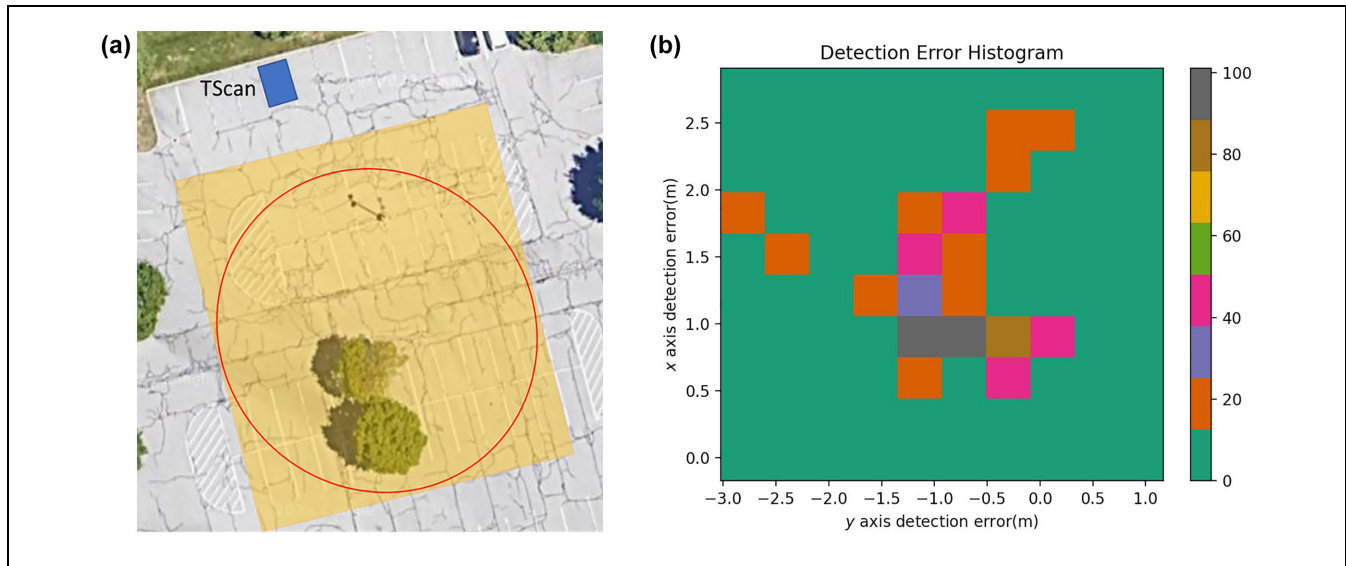 (a)
TScan
(b)
Detection Error Histogram
x axis detection error(m)
2.5
2.0
1.5
1.0
0.5
0.0
−3.0 −2.5 −2.0 −1.5 −1.0 −0.5 0.0 0.5 1.0
y axis detection error(m)
100
80
60
40
20
0